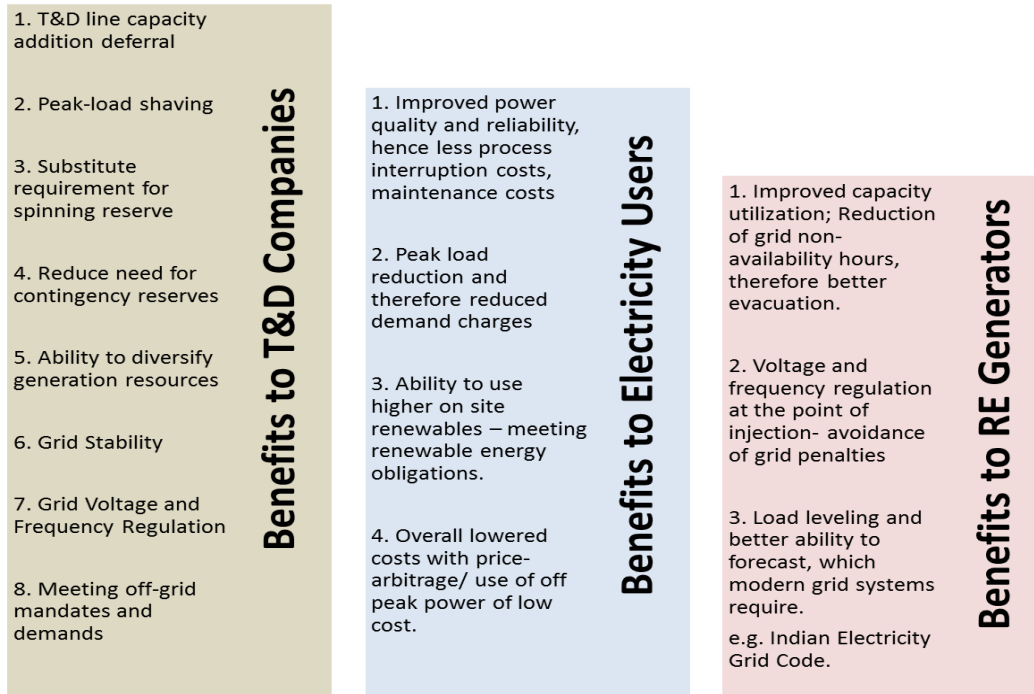 1. T&D line capacity
addition deferral
2. Peak-load shaving
3. Substitute
requirement for
spinning reserve
4. Reduce need for
contingency reserves
5. Ability to diversify
generation resources
6. Grid Stability
7. Grid Voltage and
Frequency Regulation
8. Meeting off-grid
mandates and
demands
Benefits to T&D Companies
1. Improved power
quality and reliability,
hence less process
interruption costs,
maintenance costs
2. Peak load
reduction and
therefore reduced
demand charges
3. Ability to use
higher on site
renewables – meeting
renewable energy
obligations.
4. Overall lowered
costs with price-
arbitrage/ use of off
peak power of low
cost.
Benefits to Electricity Users
1. Improved capacity
utilization; Reduction
of grid non-
availability hours,
therefore better
evacuation.
2. Voltage and
frequency regulation
at the point of
injection- avoidance
of grid penalties
3. Load leveling and
better ability to
forecast, which
modern grid systems
require.
e.g. Indian Electricity
Grid Code.
Benefits to RE Generators